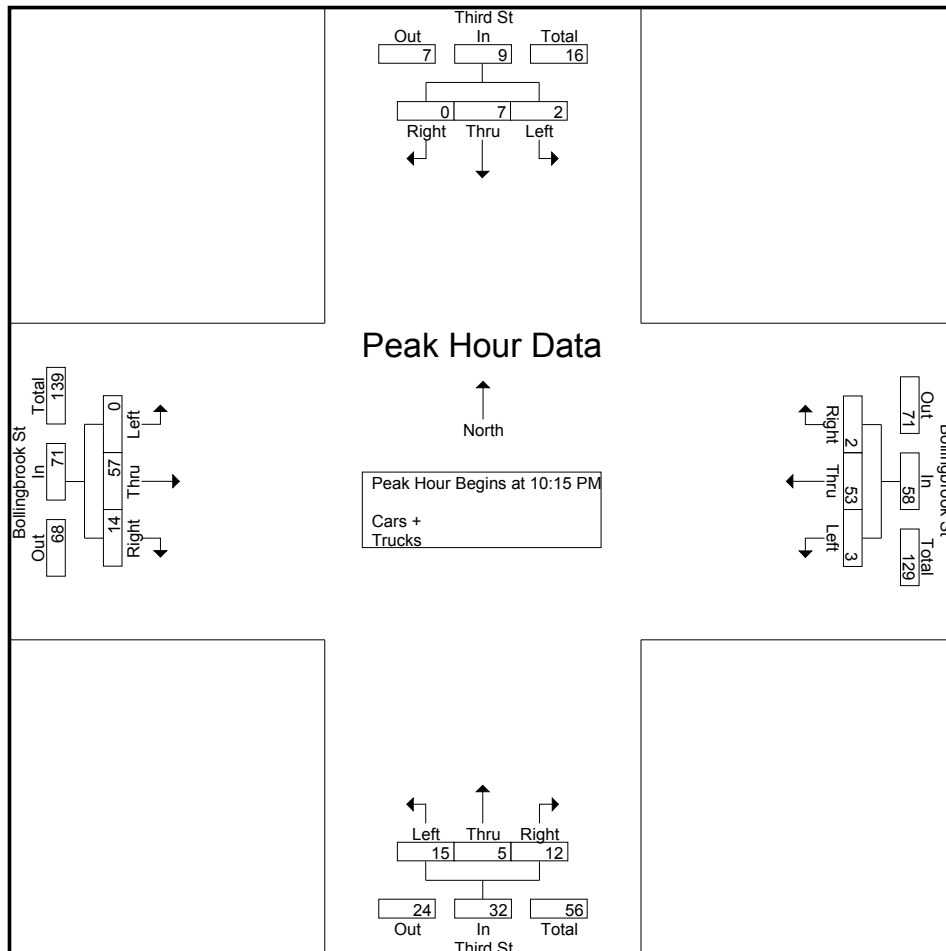 Third St
Out In Total
7 9 16
0 7 2
Right Thru Left
Peak Hour Data
North
Peak Hour Begins at 10:15 PM
Cars +
Trucks
Bollingbrook St
Out In Total
68 71 139
Left Thru Right
0 57 14
Bollingbrook St
Out In Total
71 58 129
Right Thru Left
2 53 3
Left Thru Right
15 5 12
24 32 56
Out In Total
Third St